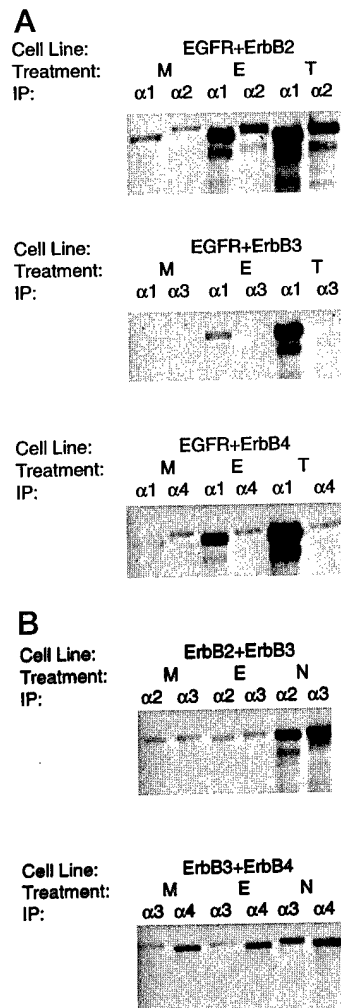 A
Cell Line: EGFR+ErbB2
Treatment: M E T
IP: α1 α2 α1 α2 α1 α2
Cell Line: EGFR+ErbB3
Treatment: M E T
IP: α1 α3 α1 α3 α1 α3
Cell Line: EGFR+ErbB4
Treatment: M E T
IP: α1 α4 α1 α4 α1 α4
B
Cell Line: ErbB2+ErbB3
Treatment: M E N
IP: α2 α3 α2 α3 α2 α3
Cell Line: ErbB3+ErbB4
Treatment: M E N
IP: α3 α4 α3 α4 α3 α4